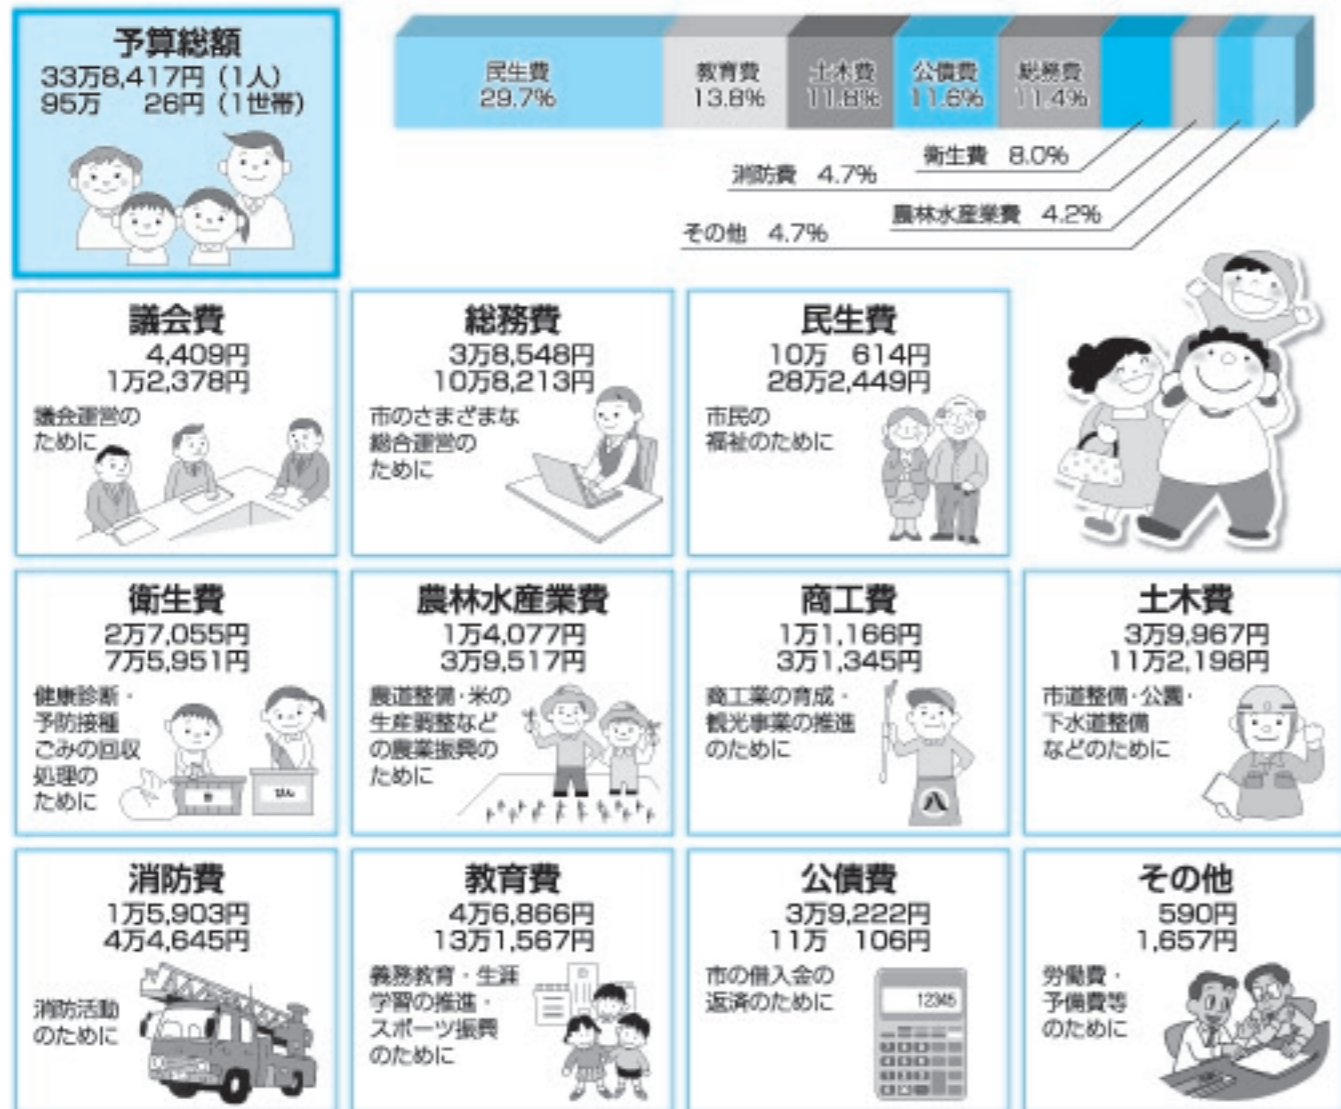 予算総額
33万8,417円（1人）
95万　26円（1世帯）
民生費
29.7%
教育費
13.8%
土木費
11.8%
公債費
11.6%
総務費
11.4%
衛生費 8.0%
消防費 4.7%
農林水産業費 4.2%
その他 4.7%
議会費
4,409円
1万2,378円
議会運営の
ために
総務費
3万8,548円
10万8,213円
市のさまざまな
総合運営の
ために
民生費
10万　614円
28万2,449円
市民の
福祉のために
衛生費
2万7,055円
7万5,951円
健康診断・
予防接種
ごみの回収
処理の
ために
びん
農林水産業費
1万4,077円
3万9,517円
農道整備・米の
生産調整など
の農業振興の
ために
商工費
1万1,166円
3万1,345円
商工業の育成・
観光事業の推進
のために
八
土木費
3万9,967円
11万2,198円
市道整備・公園・
下水道整備
などのために
消防費
1万5,903円
4万4,645円
消防活動
のために
教育費
4万6,866円
13万1,567円
義務教育・生涯
学習の推進・
スポーツ振興
のために
公債費
3万9,222円
11万　106円
市の借入金の
返済のために
12345
その他
590円
1,657円
労働費・
予備費等
のために